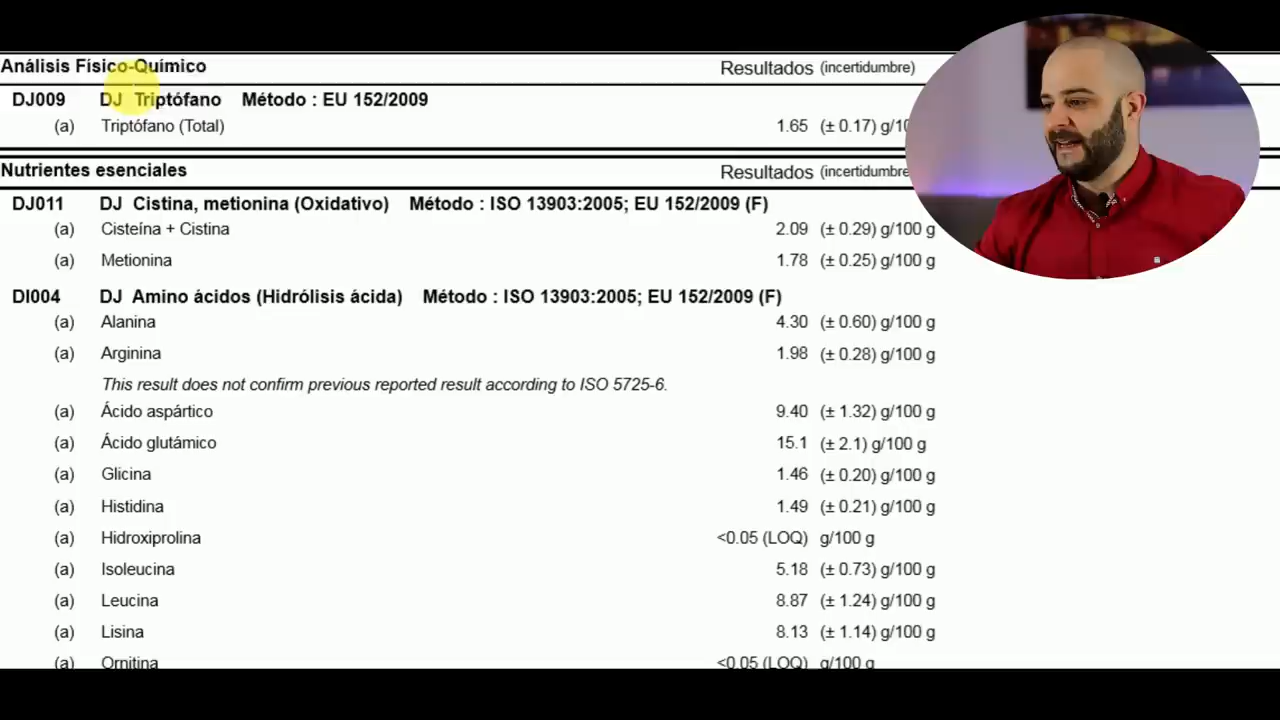 Análisis Físico-Químico Resultados (incertidumbre)
DJ009 DJ Triptófano Método : EU 152/2009
(a) Triptófano (Total) 1.65 (± 0.17) g/10
Nutrientes esenciales Resultados (incertidumbre
DJ011 DJ Cistina, metionina (Oxidativo) Método : ISO 13903:2005; EU 152/2009 (F)
(a) Cisteína + Cistina 2.09 (± 0.29) g/100 g
(a) Metionina 1.78 (± 0.25) g/100 g
DI004 DJ Amino ácidos (Hidrólisis ácida) Método : ISO 13903:2005; EU 152/2009 (F)
(a) Alanina 4.30 (± 0.60) g/100 g
(a) Arginina 1.98 (± 0.28) g/100 g
This result does not confirm previous reported result according to ISO 5725-6.
(a) Ácido aspártico 9.40 (± 1.32) g/100 g
(a) Ácido glutámico 15.1 (± 2.1) g/100 g
(a) Glicina 1.46 (± 0.20) g/100 g
(a) Histidina 1.49 (± 0.21) g/100 g
(a) Hidroxiprolina <0.05 (LOQ) g/100 g
(a) Isoleucina 5.18 (± 0.73) g/100 g
(a) Leucina 8.87 (± 1.24) g/100 g
(a) Lisina 8.13 (± 1.14) g/100 g
(a) Ornitina <0.05 (LOQ) g/100 g